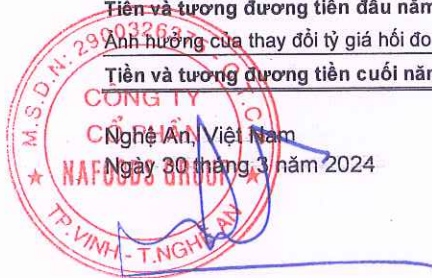 Tiền và tương đương tiền đầu năm
Ảnh hưởng của thay đổi tỷ giá hối đo
Tiền và tương đương tiền cuối năm
M.S.D.N: 29003263
C.T.C
CÔNG TY
CỔ PHẦN
NAFOODS GROUP
TP. VINH - T. NGHỆ AN
Nghệ An, Việt Nam
Ngày 30 tháng 3 năm 2024